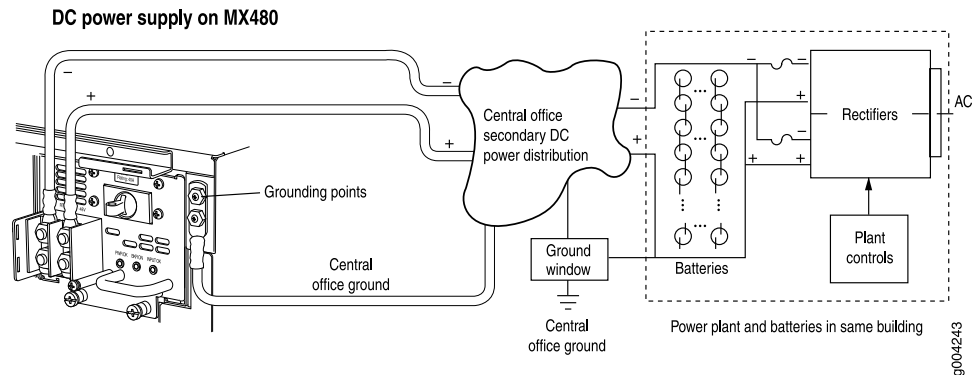 DC power supply on MX480
–
+
–
+
Central office
secondary DC
power distribution
–
+
– –
+
–
+ +
Rectifiers
AC
Grounding points
Central
office ground
Ground
window
Central
office ground
Batteries
Plant
controls
Power plant and batteries in same building
g004243